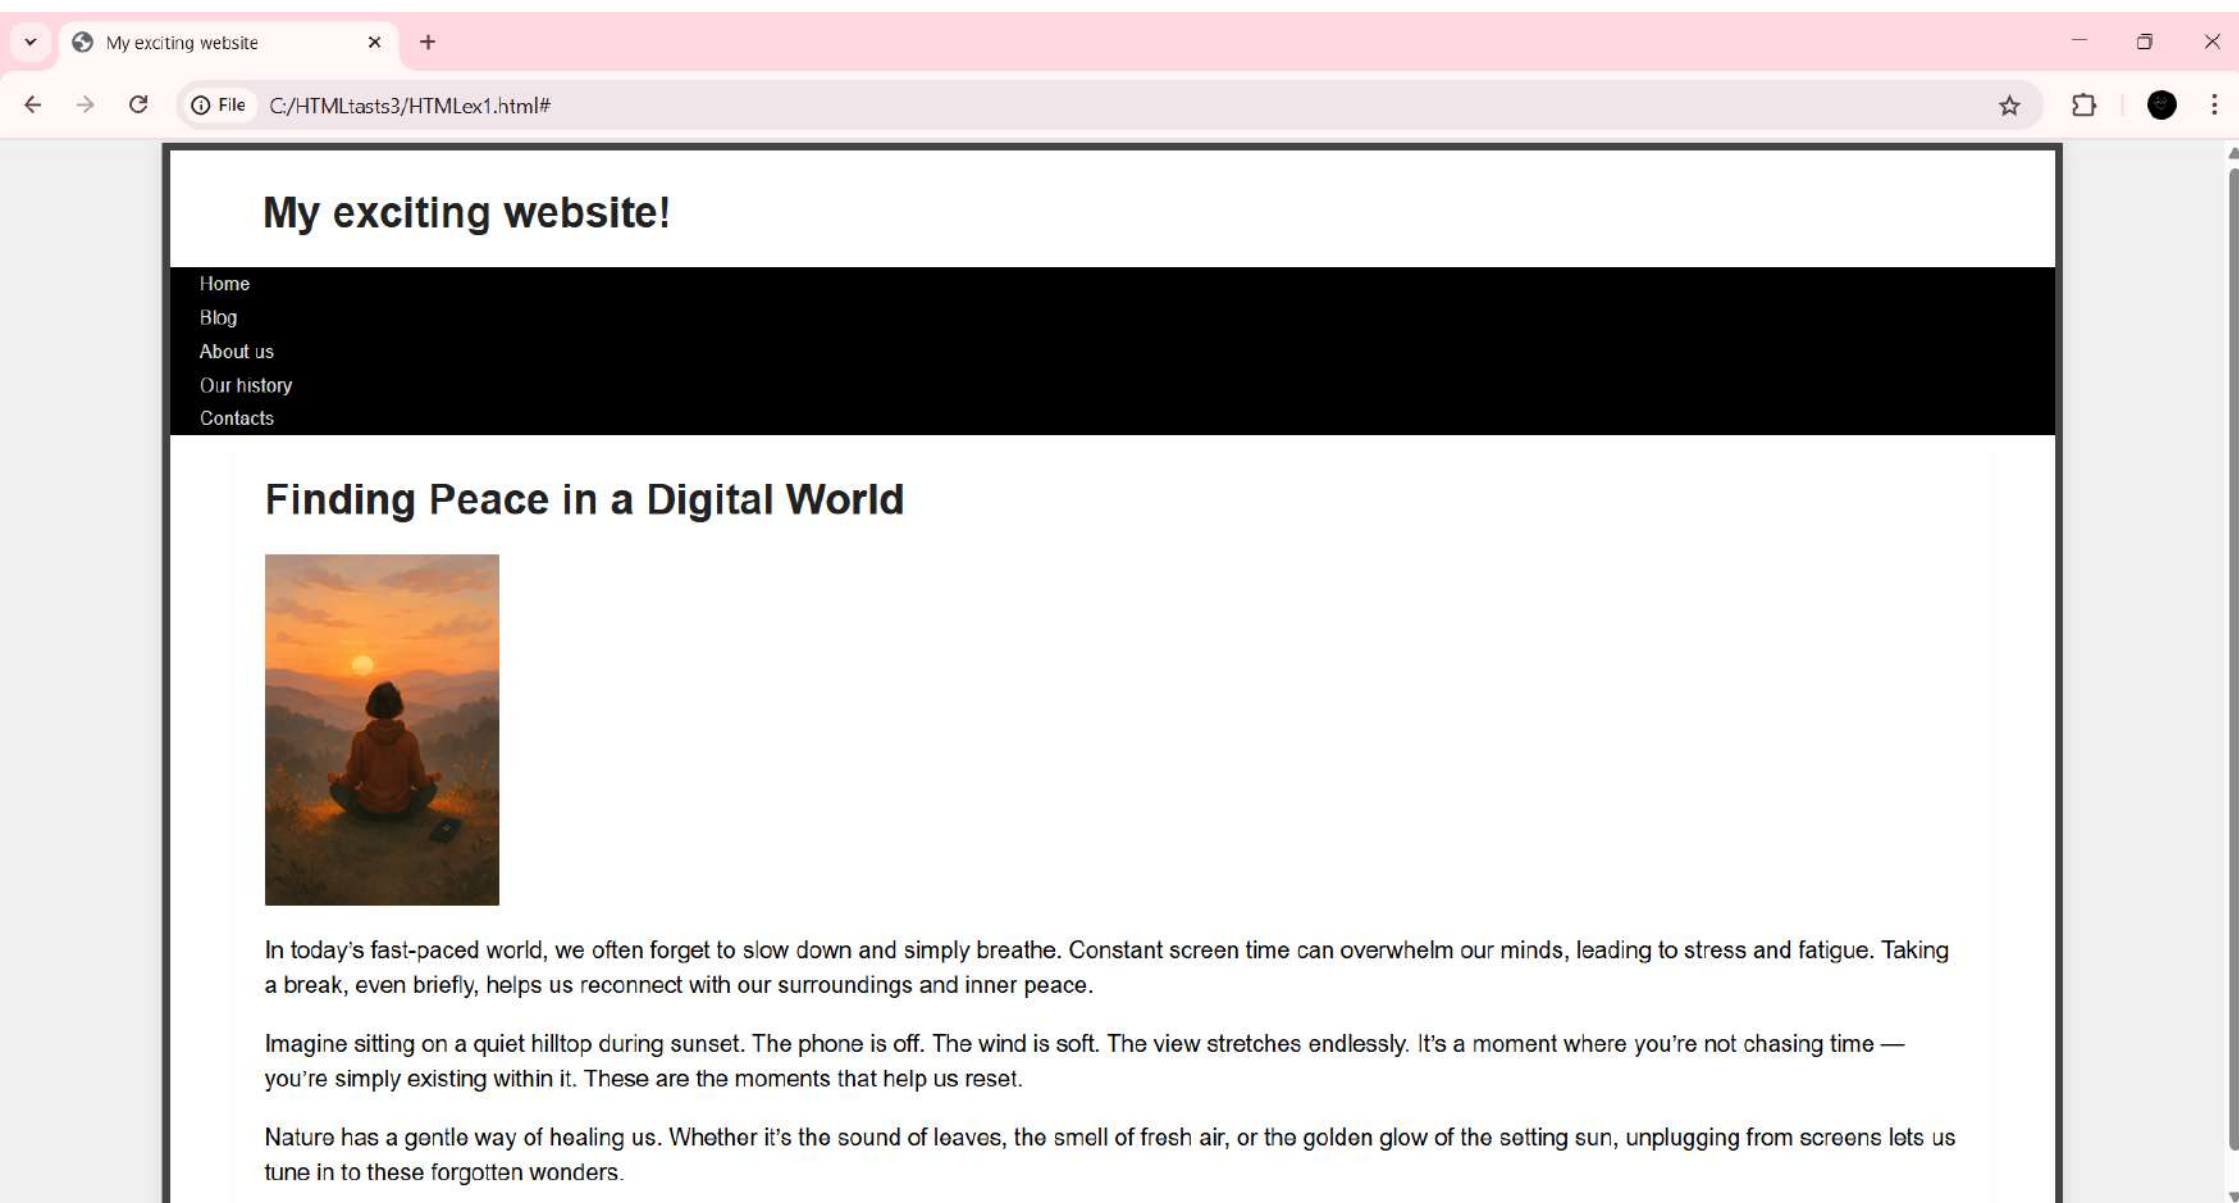 My exciting website
File C:/HTMLtasts3/HTMLex1.html#
My exciting website!
Home
Blog
About us
Our history
Contacts
Finding Peace in a Digital World
In today’s fast-paced world, we often forget to slow down and simply breathe. Constant screen time can overwhelm our minds, leading to stress and fatigue. Taking
a break, even briefly, helps us reconnect with our surroundings and inner peace.
Imagine sitting on a quiet hilltop during sunset. The phone is off. The wind is soft. The view stretches endlessly. It’s a moment where you’re not chasing time —
you’re simply existing within it. These are the moments that help us reset.
Nature has a gentle way of healing us. Whether it’s the sound of leaves, the smell of fresh air, or the golden glow of the setting sun, unplugging from screens lets us
tune in to these forgotten wonders.